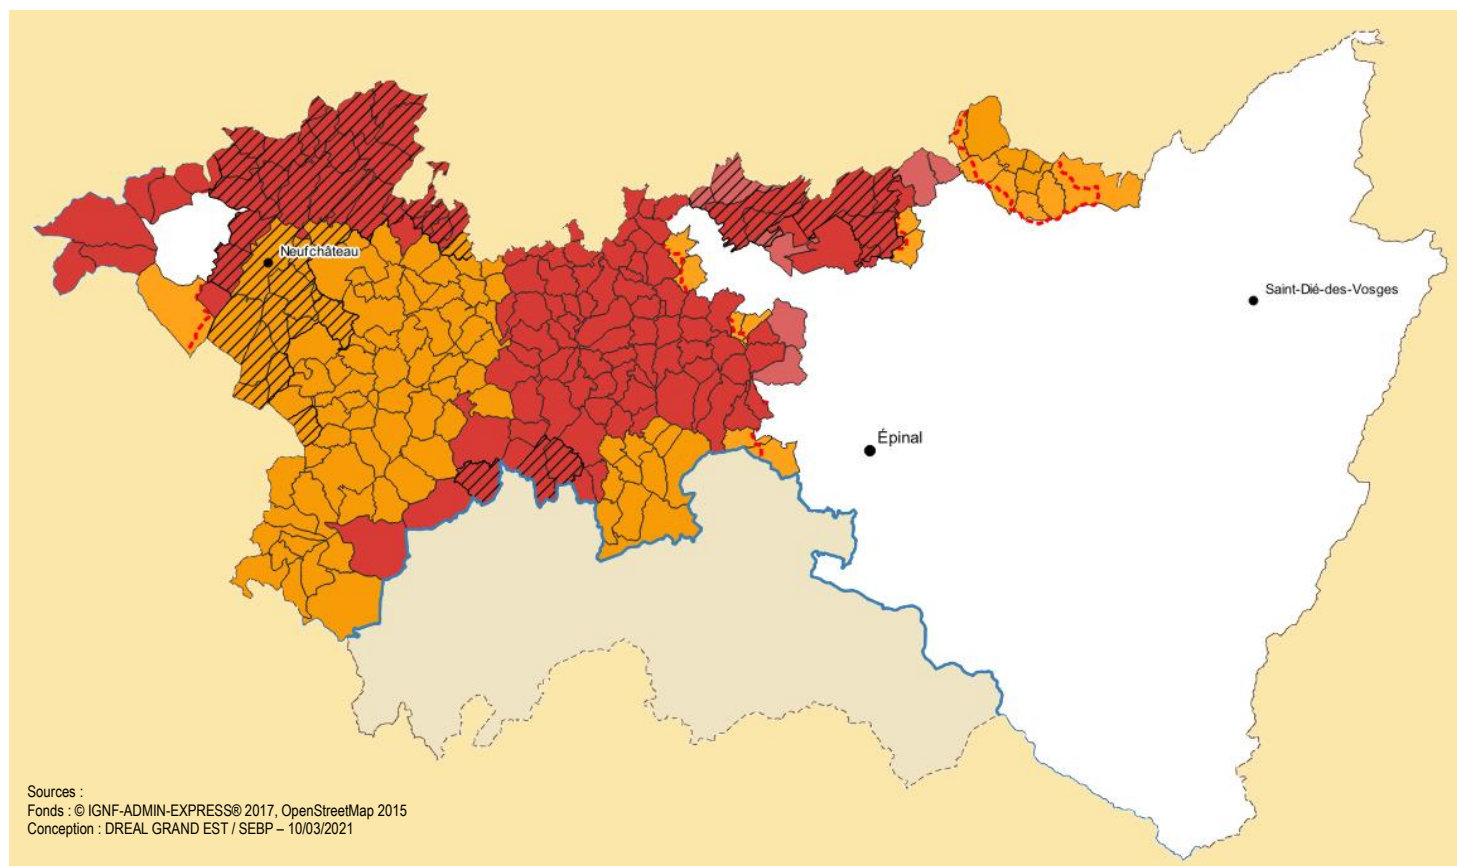 Neufchâteau
Saint-Dié-des-Vosges
Épinal
Sources :
Fonds : © IGNF-ADMIN-EXPRESS® 2017, OpenStreetMap 2015
Conception : DREAL GRAND EST / SEBP – 10/03/2021